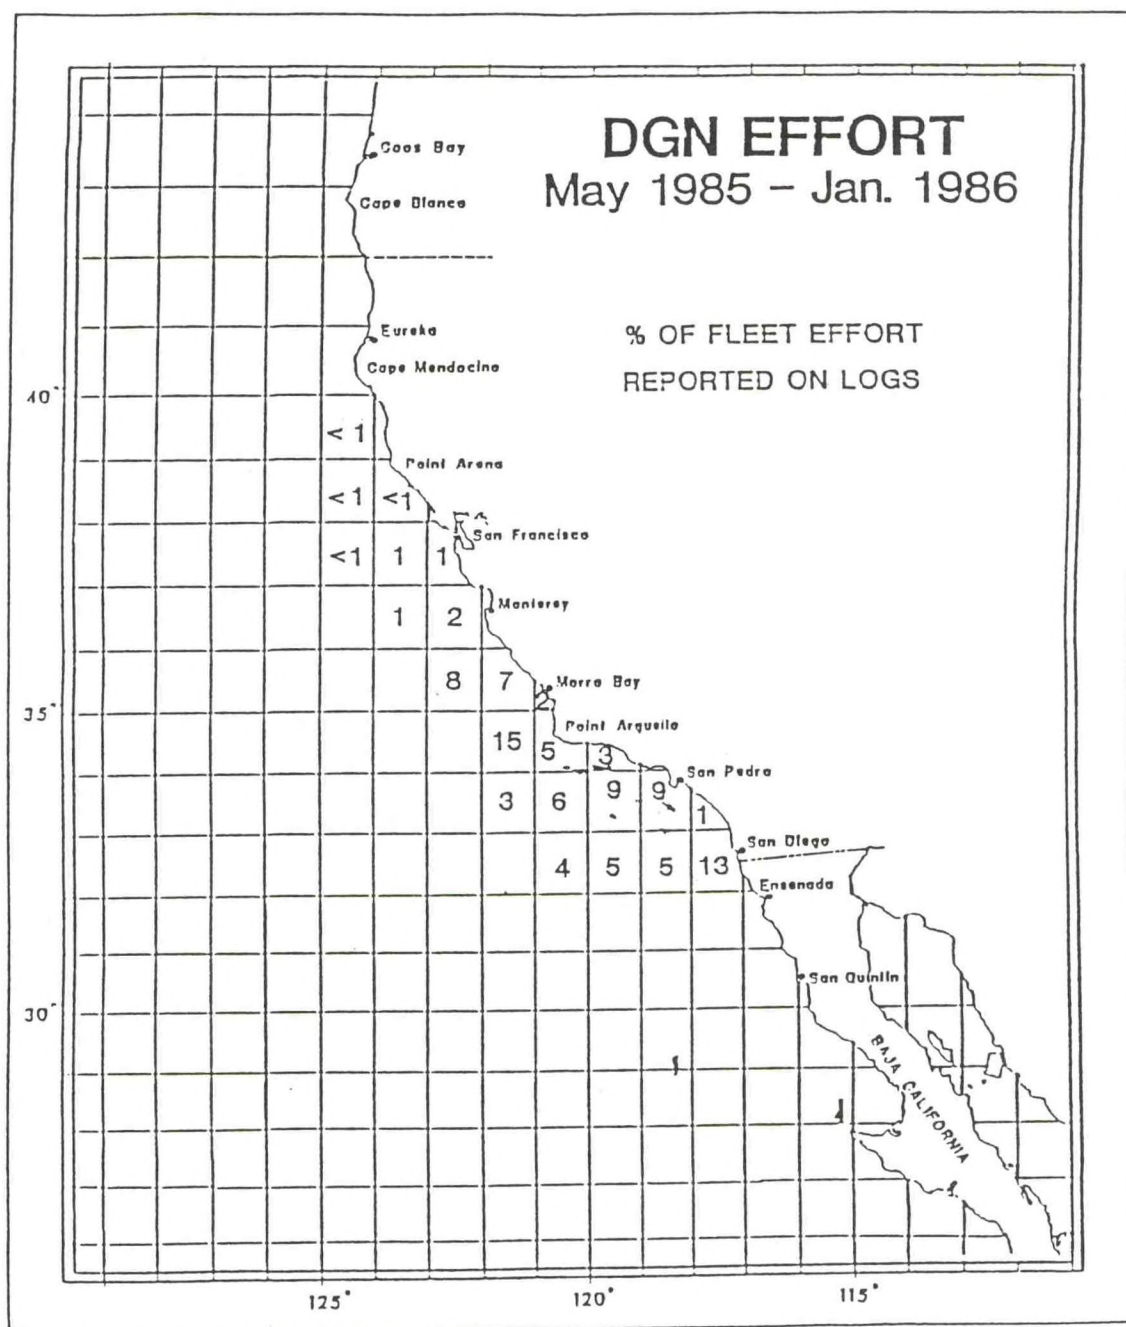 DGN EFFORT
May 1985 – Jan. 1986
% OF FLEET EFFORT
REPORTED ON LOGS
Coos Bay
Cape Blanco
Eureka
Cape Mendocino
40°
< 1
Point Arena
< 1 <1
San Francisco
<1 1 1
Monterey
1 2
8 7
Morro Bay
2
35°
Point Arguello
15 5 3
San Pedro
3 6 9 9 1
San Diego
4 5 5 13
Ensenada
San Quintin
30°
BAJA CALIFORNIA
125° 120° 115°